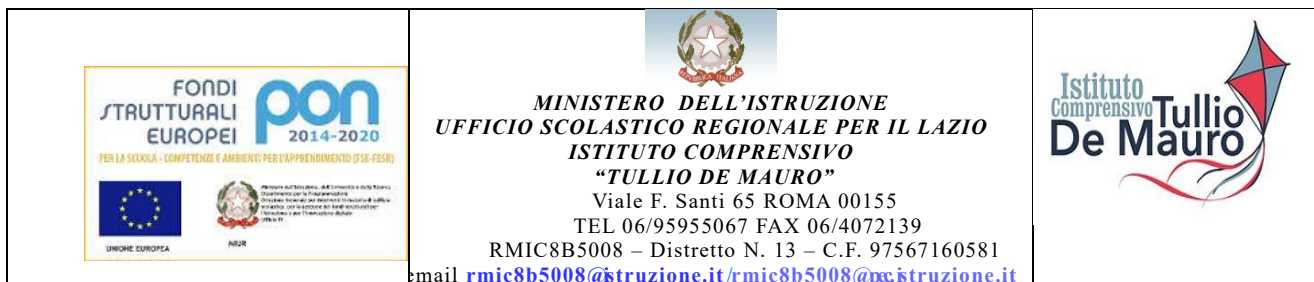 FONDI
STRUTTURALI
EUROPEI
pon
2014-2020
PER LA SCUOLA - COMPETENZE E AMBIENTI PER L'APPRENDIMENTO (FSE-FESR)
UNIONE EUROPEA
MIUR
REPVBBLICA ITALIANA
MINISTERO DELL'ISTRUZIONE
UFFICIO SCOLASTICO REGIONALE PER IL LAZIO
ISTITUTO COMPRENSIVO
“TULLIO DE MAURO”
Viale F. Santi 65 ROMA 00155
TEL 06/95955067 FAX 06/4072139
RMIC8B5008 – Distretto N. 13 – C.F. 97567160581
email rmic8b5008@istruzione.it/rmic8b5008@pec.istruzione.it
Istituto
Comprensivo Tullio
De Mauro